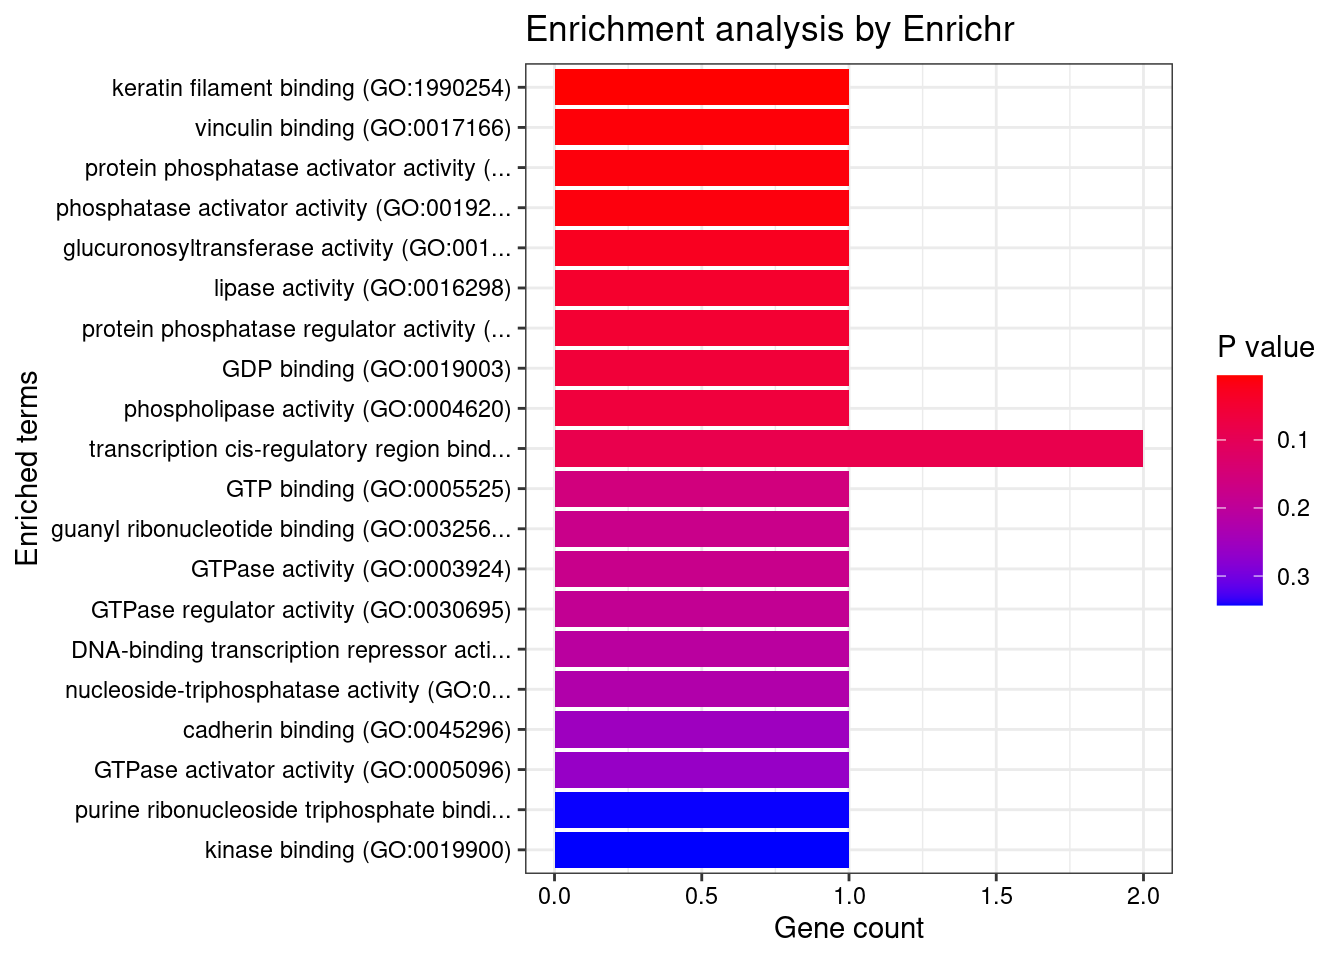 Enrichment analysis by Enrichr
keratin filament binding (GO:1990254)
vinculin binding (GO:0017166)
protein phosphatase activator activity (...
phosphatase activator activity (GO:00192...
glucuronosyltransferase activity (GO:001...
lipase activity (GO:0016298)
protein phosphatase regulator activity (...
GDP binding (GO:0019003)
phospholipase activity (GO:0004620)
transcription cis-regulatory region bind...
GTP binding (GO:0005525)
guanyl ribonucleotide binding (GO:003256...
GTPase activity (GO:0003924)
GTPase regulator activity (GO:0030695)
DNA-binding transcription repressor acti...
nucleoside-triphosphatase activity (GO:0...
cadherin binding (GO:0045296)
GTPase activator activity (GO:0005096)
purine ribonucleoside triphosphate bindi...
kinase binding (GO:0019900)
Enriched terms
0.0 0.5 1.0 1.5 2.0
Gene count
P value
0.1
0.2
0.3